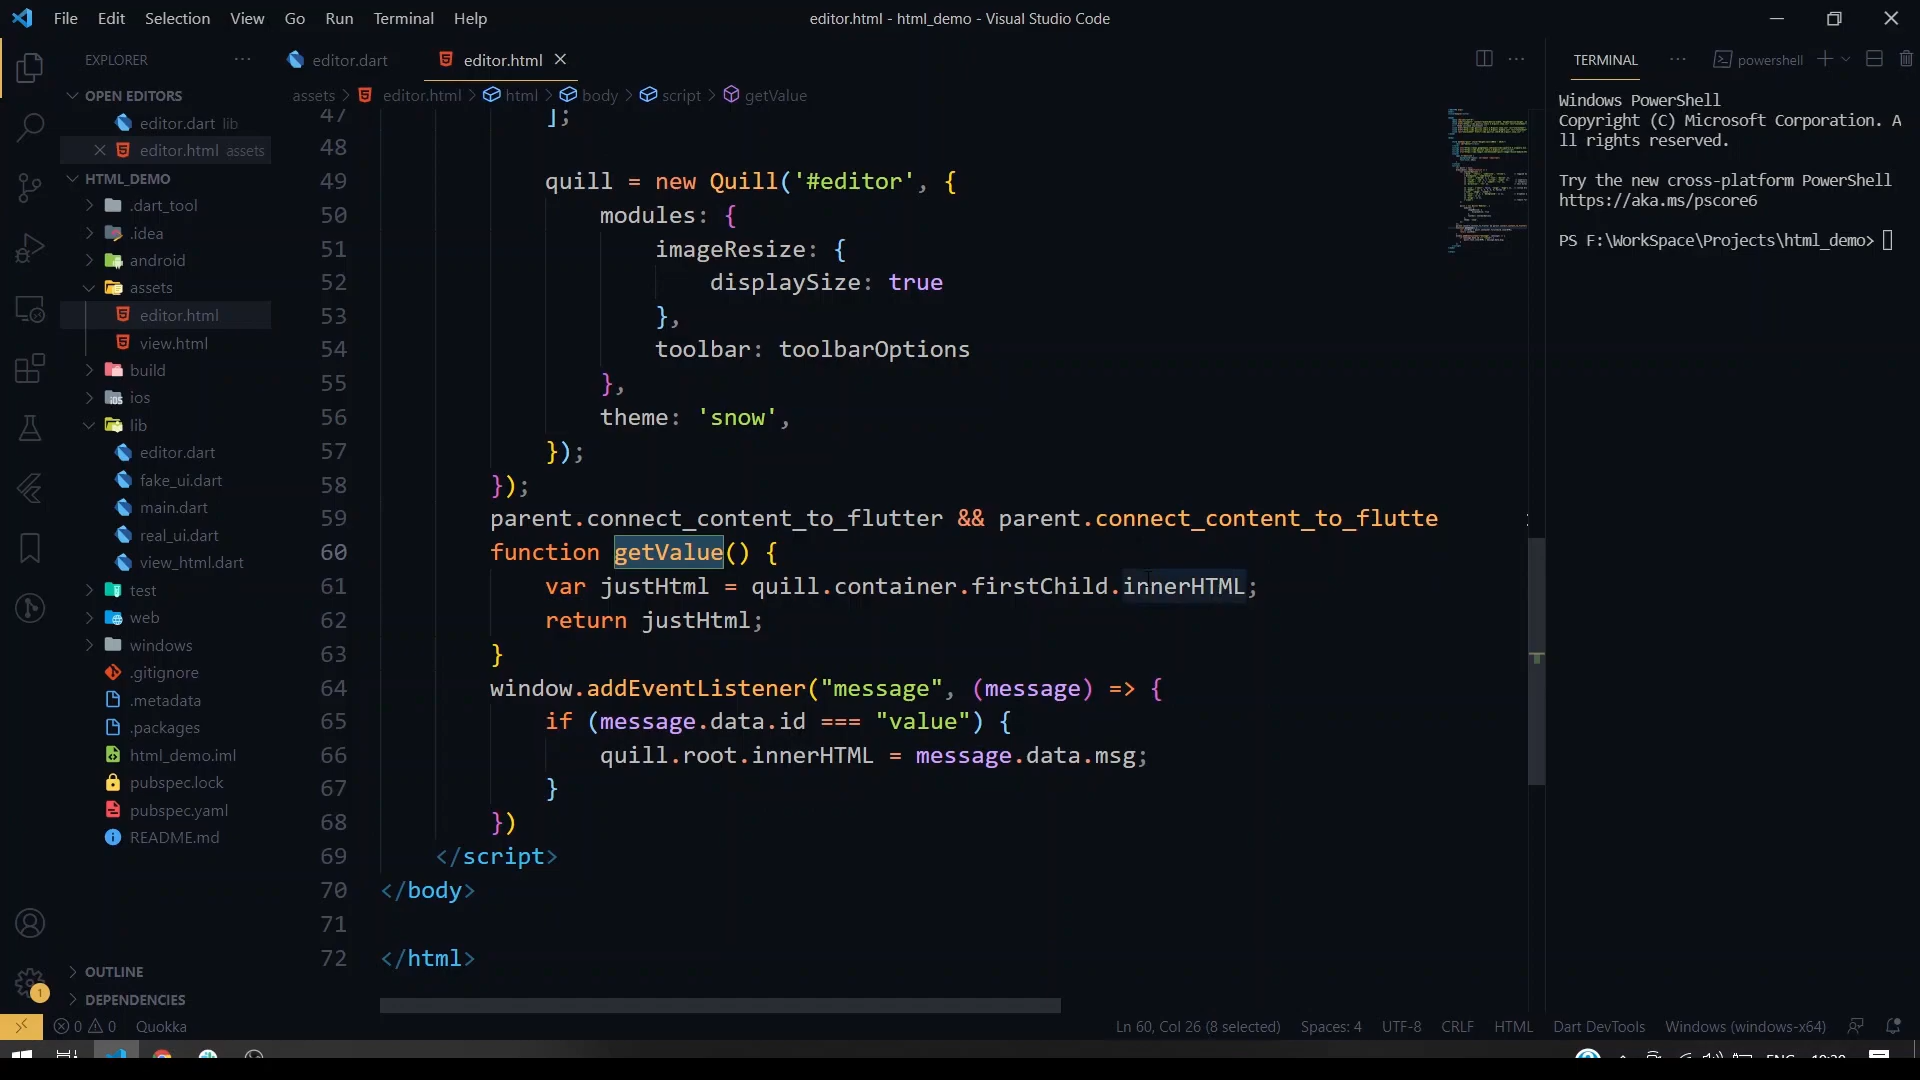 File Edit Selection View Go Run Terminal Help
editor.html - html_demo - Visual Studio Code
EXPLORER
OPEN EDITORS
editor.dart lib
editor.html assets
HTML_DEMO
.dart_tool
.idea
android
assets
editor.html
view.html
build
ios
lib
editor.dart
fake_ui.dart
main.dart
real_ui.dart
view_html.dart
test
web
windows
.gitignore
.metadata
.packages
html_demo.iml
pubspec.lock
pubspec.yaml
README.md
OUTLINE
DEPENDENCIES
editor.dart editor.html
assets > editor.html > html > body > script > getValue
47 ];
48
49 quill = new Quill('#editor', {
50 modules: {
51 imageResize: {
52 displaySize: true
53 },
54 toolbar: toolbarOptions
55 },
56 theme: 'snow',
57 });
58 });
59 parent.connect_content_to_flutter && parent.connect_content_to_flutte
60 function getValue() {
61 var justHtml = quill.container.firstChild.innerHTML;
62 return justHtml;
63 }
64 window.addEventListener("message", (message) => {
65 if (message.data.id === "value") {
66 quill.root.innerHTML = message.data.msg;
67 }
68 })
69 </script>
70 </body>
71
72 </html>
TERMINAL powershell
Windows PowerShell
Copyright (C) Microsoft Corporation. A
ll rights reserved.
Try the new cross-platform PowerShell
https://aka.ms/pscore6
PS F:\WorkSpace\Projects\html_demo>
1
0 0 Quokka Ln 60, Col 26 (8 selected) Spaces: 4 UTF-8 CRLF HTML Dart DevTools Windows (windows-x64)